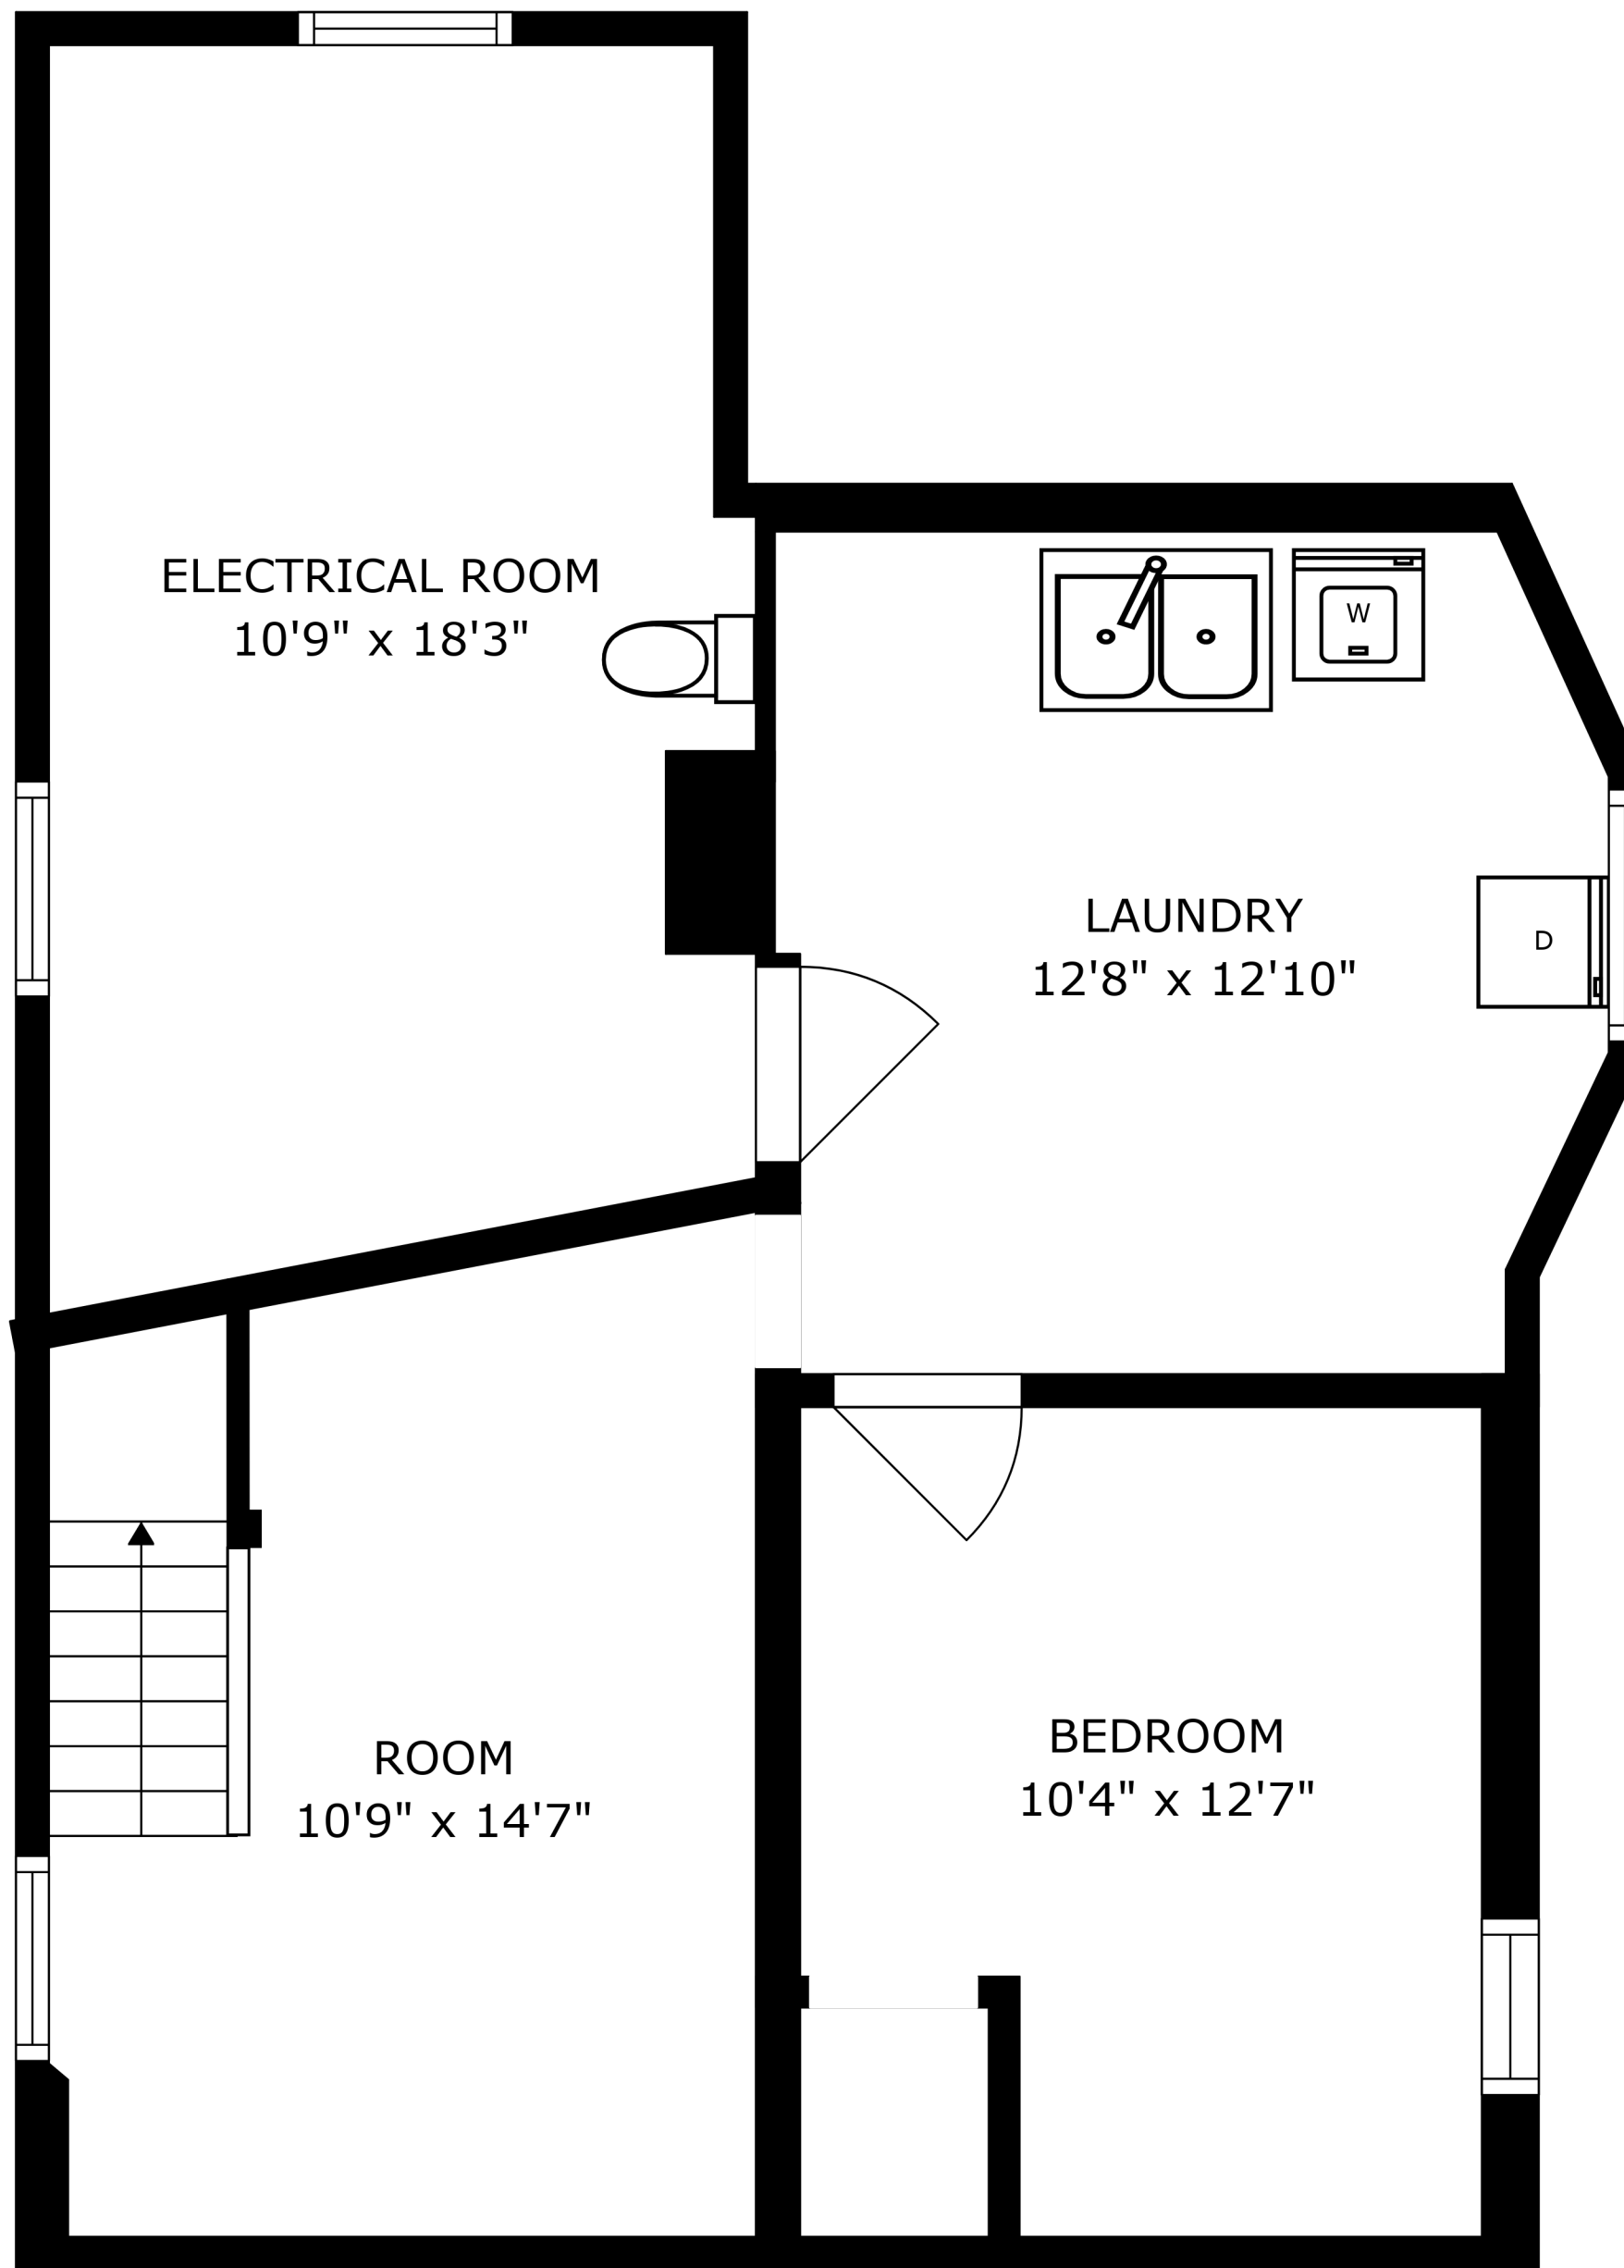 ELECTRICAL ROOM
10'9" x 18'3"
W
LAUNDRY
12'8" x 12'10"
D
ROOM
10'9" x 14'7"
BEDROOM
10'4" x 12'7"